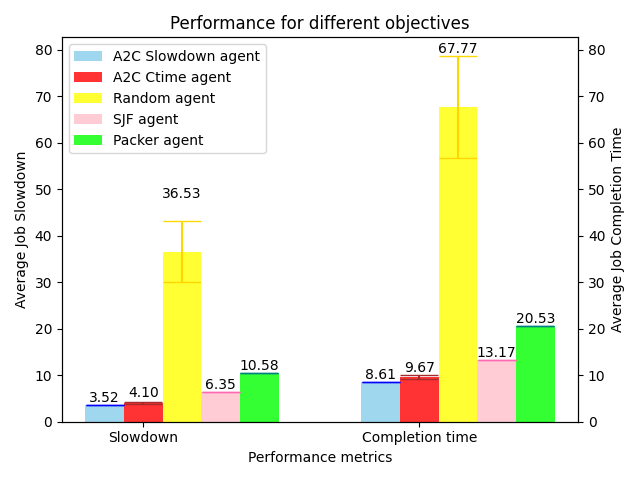 Performance for different objectives
A2C Slowdown agent
A2C Ctime agent
Random agent
SJF agent
Packer agent
Average Job Slowdown
80
70
60
50
40
30
20
10
0
3.52
4.10
36.53
6.35
10.58
8.61
9.67
67.77
13.17
20.53
80
70
60
50
40
30
20
10
0
Average Job Completion Time
Slowdown
Completion time
Performance metrics